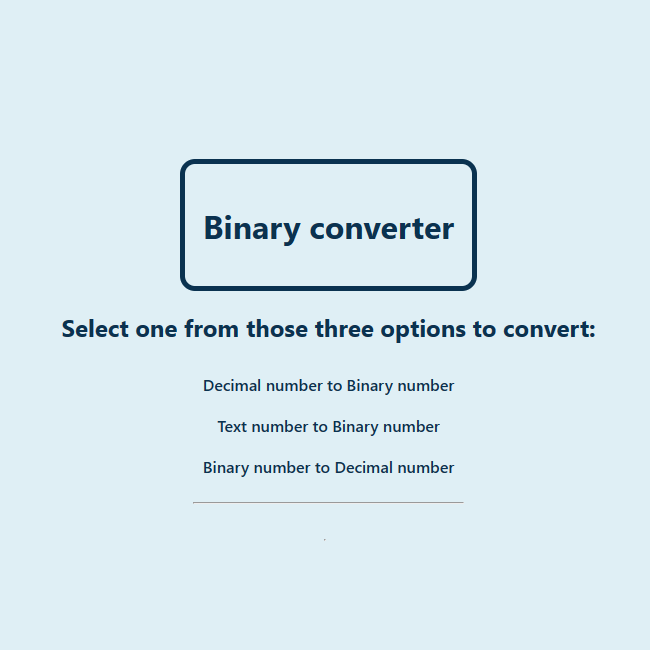 Binary converter
Select one from those three options to convert:
Decimal number to Binary number
Text number to Binary number
Binary number to Decimal number
.